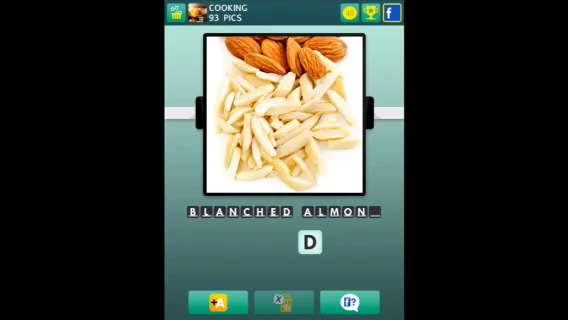 COOKING
93 PICS
f
BLANCHED ALMON_
D
+A
X
f?